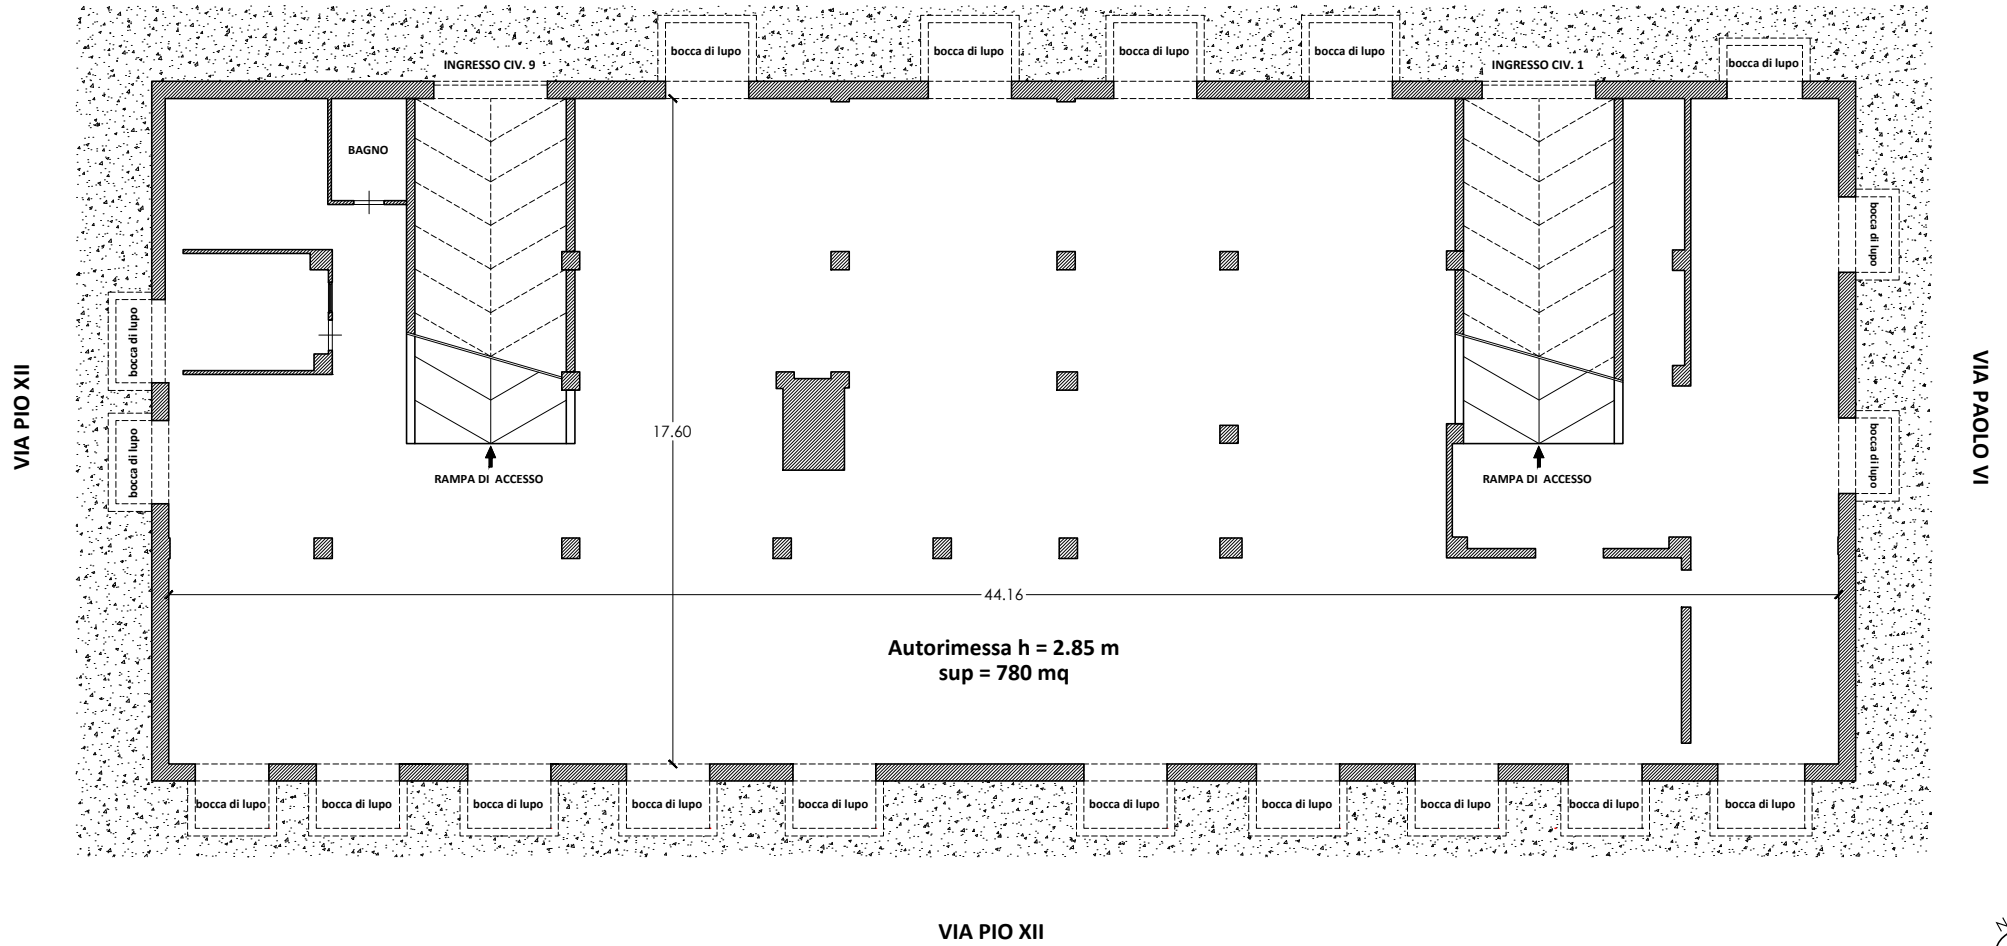 bocca di lupo
bocca di lupo
bocca di lupo
bocca di lupo
INGRESSO CIV. 9
INGRESSO CIV. 1
bocca di lupo
BAGNO
bocca di lupo
bocca di lupo
VIA PIO XII
VIA PAOLO VI
17.60
bocca di lupo
bocca di lupo
RAMPA DI ACCESSO
RAMPA DI ACCESSO
44.16
Autorimessa h = 2.85 m
sup = 780 mq
bocca di lupo
bocca di lupo
bocca di lupo
bocca di lupo
bocca di lupo
bocca di lupo
bocca di lupo
bocca di lupo
bocca di lupo
bocca di lupo
VIA PIO XII
N